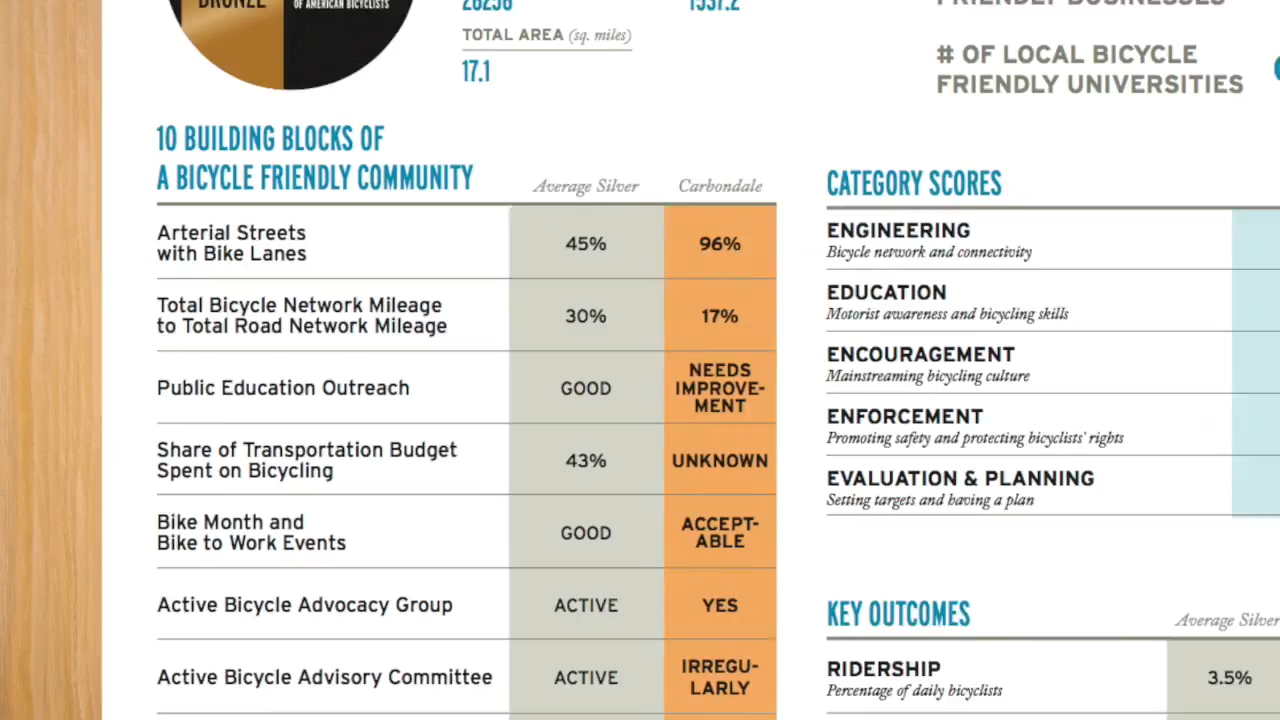 BRONZE
OF AMERICAN BICYCLISTS
TOTAL AREA (sq. miles)
17.1
FRIENDLY BUSINESSES
# OF LOCAL BICYCLE
FRIENDLY UNIVERSITIES
10 BUILDING BLOCKS OF
A BICYCLE FRIENDLY COMMUNITY
Average Silver Carbondale
Arterial Streets
with Bike Lanes
45% 96%
Total Bicycle Network Mileage
to Total Road Network Mileage
30% 17%
Public Education Outreach
GOOD
NEEDS
IMPROVE-
MENT
Share of Transportation Budget
Spent on Bicycling
43% UNKNOWN
Bike Month and
Bike to Work Events
GOOD
ACCEPT-
ABLE
Active Bicycle Advocacy Group
ACTIVE YES
Active Bicycle Advisory Committee
ACTIVE
IRREGU-
LARLY
CATEGORY SCORES
ENGINEERING
Bicycle network and connectivity
EDUCATION
Motorist awareness and bicycling skills
ENCOURAGEMENT
Mainstreaming bicycling culture
ENFORCEMENT
Promoting safety and protecting bicyclists' rights
EVALUATION & PLANNING
Setting targets and having a plan
KEY OUTCOMES
Average Silver
RIDERSHIP
Percentage of daily bicyclists
3.5%